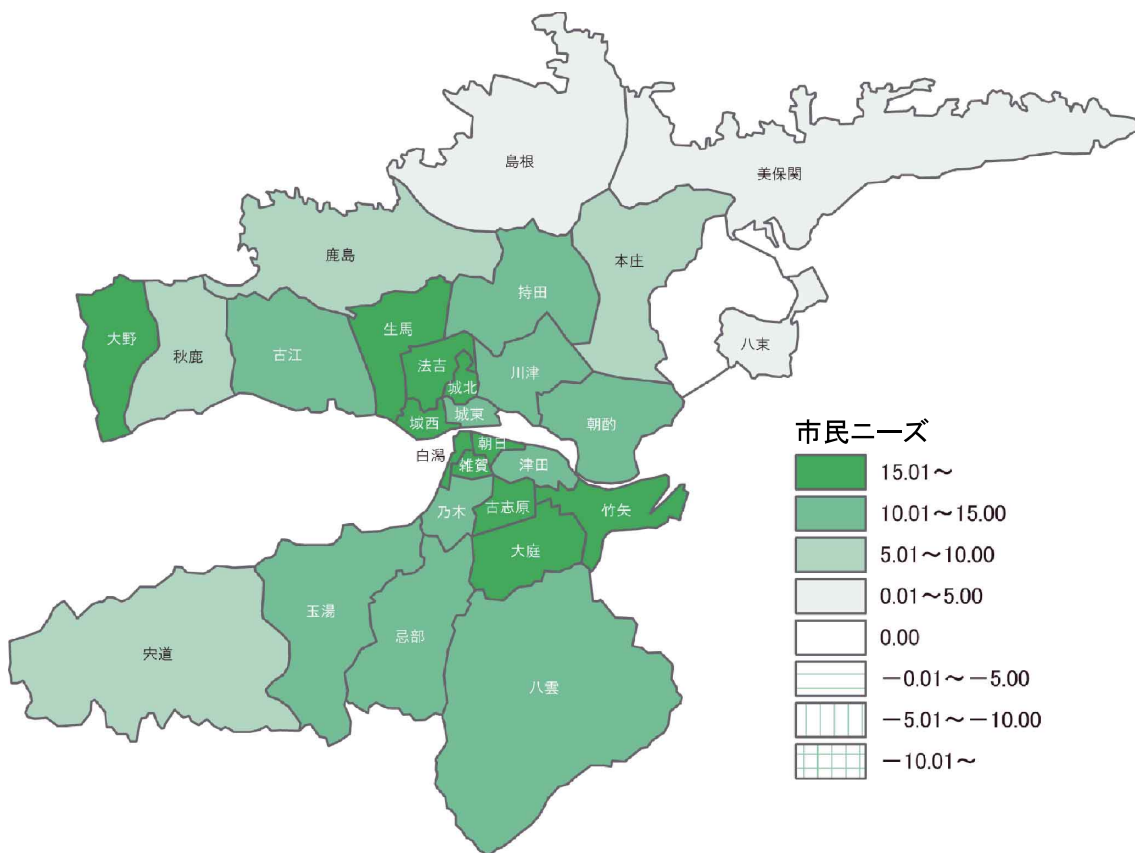 島根
美保関
鹿島
本庄
持田
大野
生馬
秋鹿
古江
法吉
川津
八束
城北
城西
城東
朝酌
白潟
朝日
雑賀
津田
乃木
古志原
竹矢
大庭
玉湯
忌部
宍道
八雲
市民ニーズ
15.01~
10.01~15.00
5.01~10.00
0.01~5.00
0.00
-0.01~-5.00
-5.01~-10.00
-10.01~